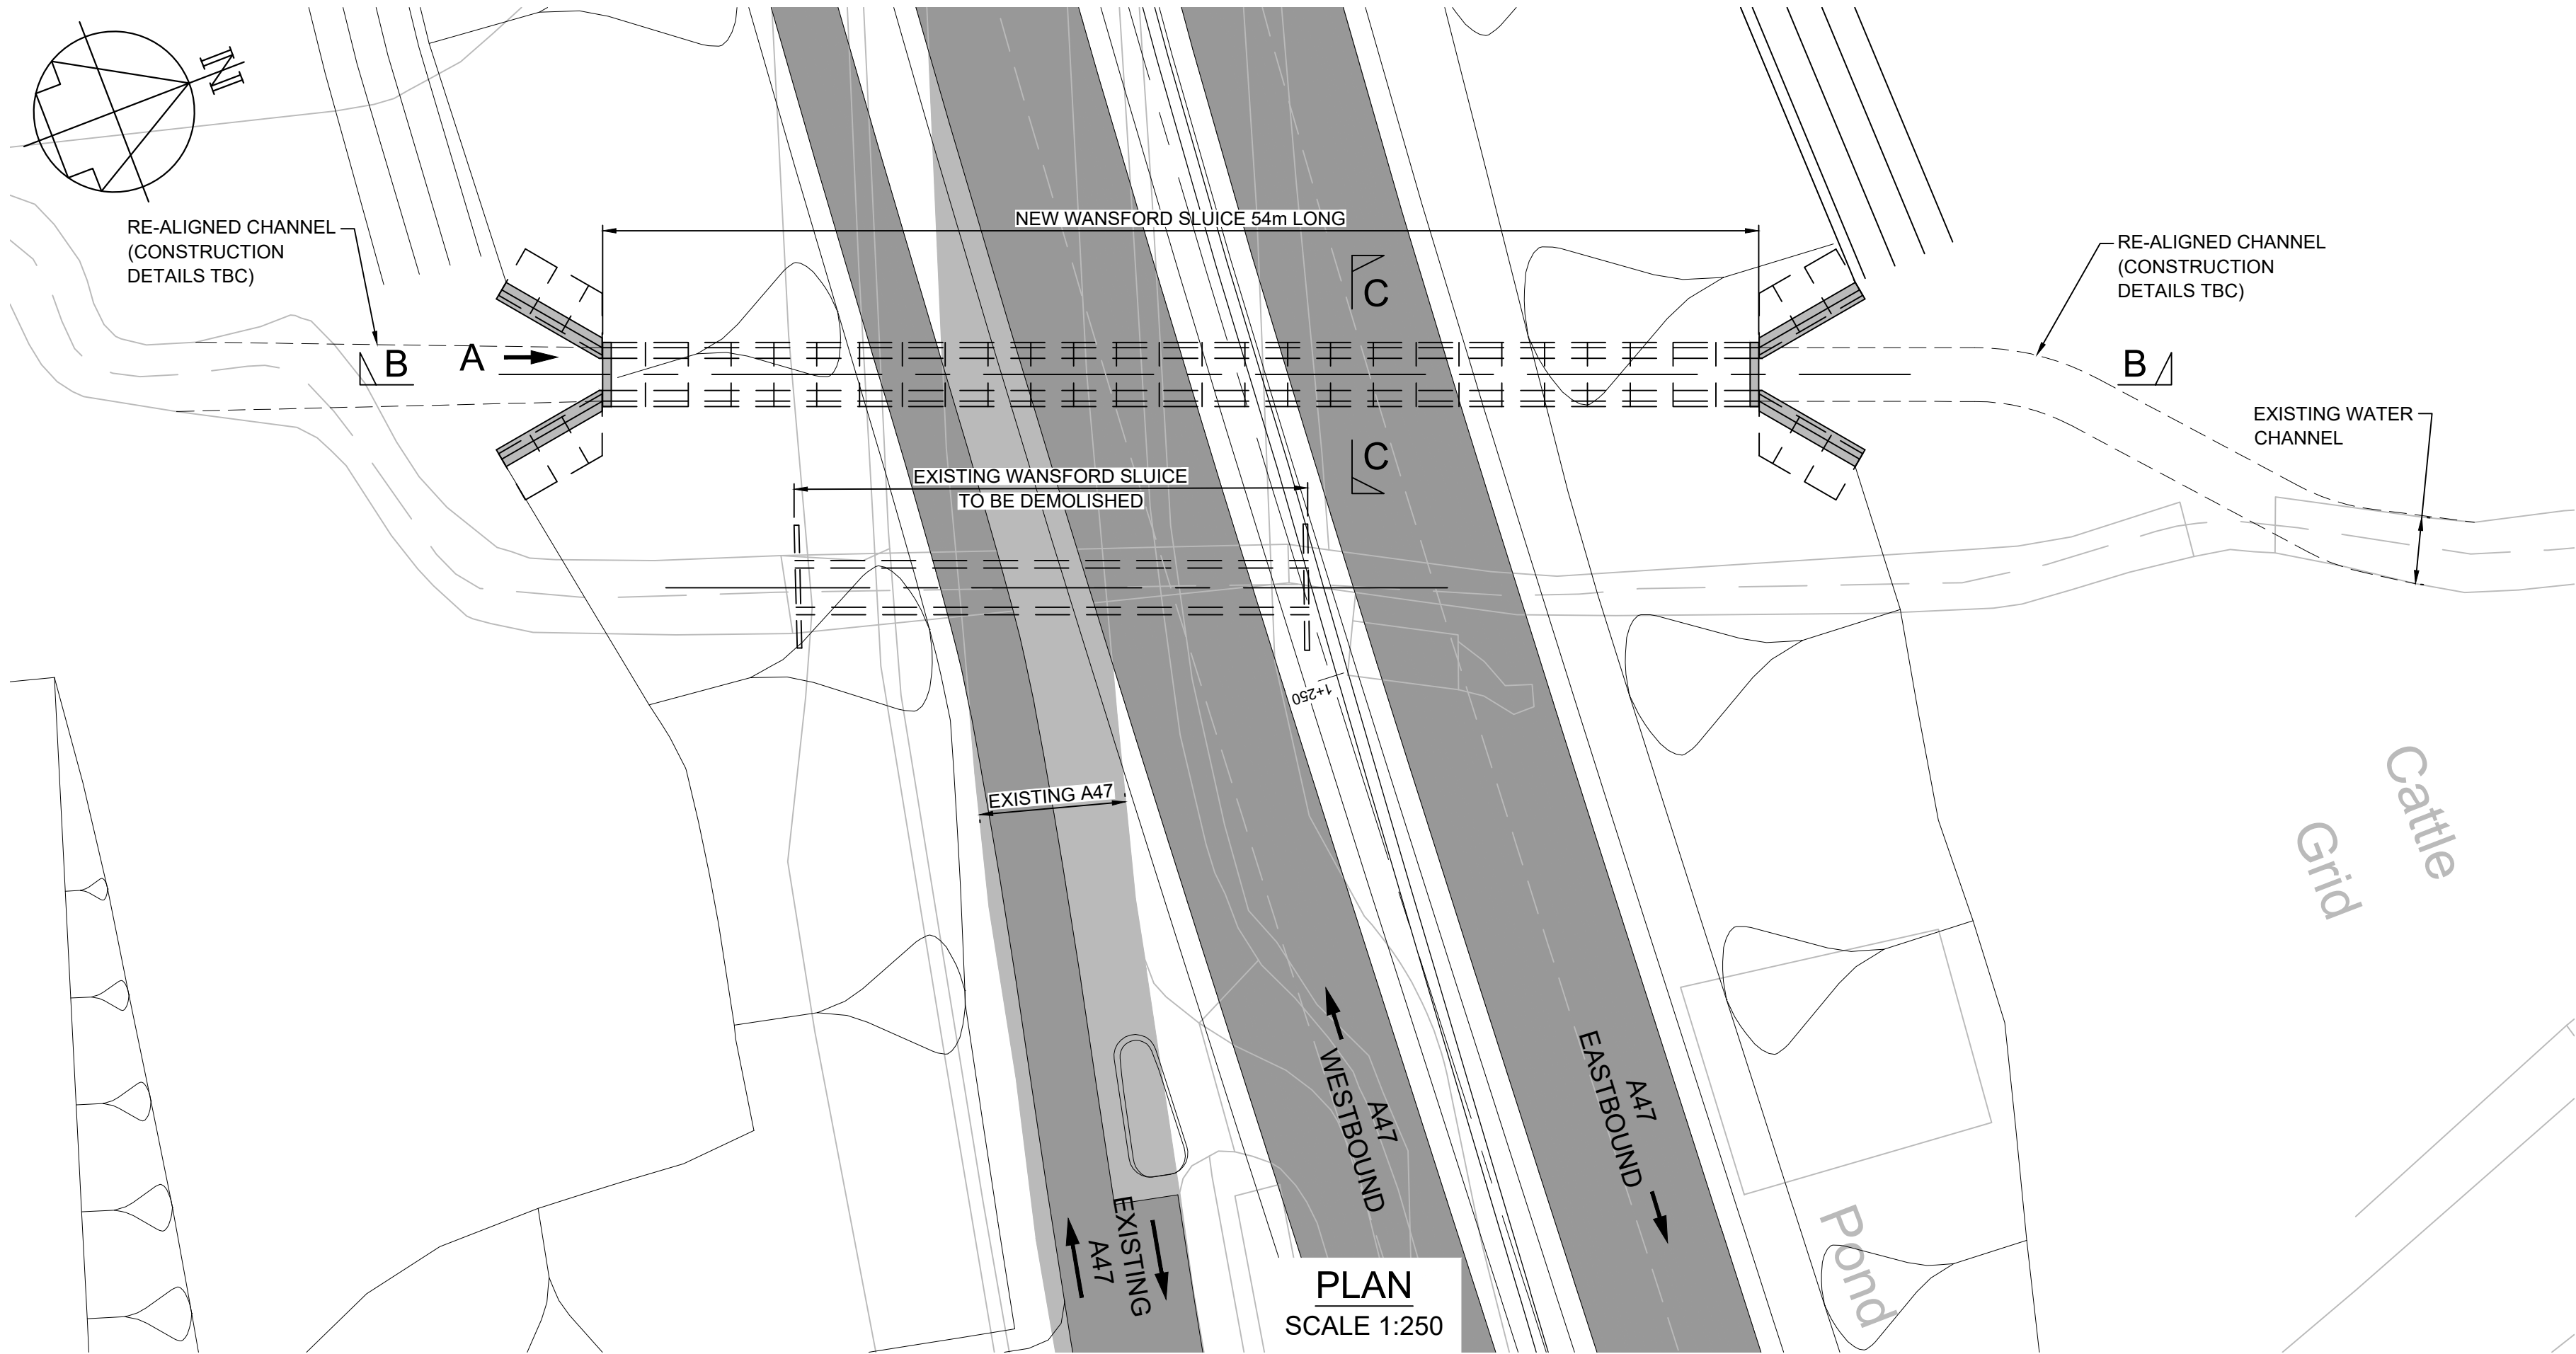 N
NEW WANSFORD SLUICE 54m LONG
RE-ALIGNED CHANNEL
(CONSTRUCTION
DETAILS TBC)
RE-ALIGNED CHANNEL
(CONSTRUCTION
DETAILS TBC)
C
B
A
B
EXISTING WATER
CHANNEL
C
EXISTING WANSFORD SLUICE
TO BE DEMOLISHED
1+250
EXISTING A47
Cattle
Grid
A47
WESTBOUND
A47
EASTBOUND
EXISTING
A47
Pond
PLAN
SCALE 1:250